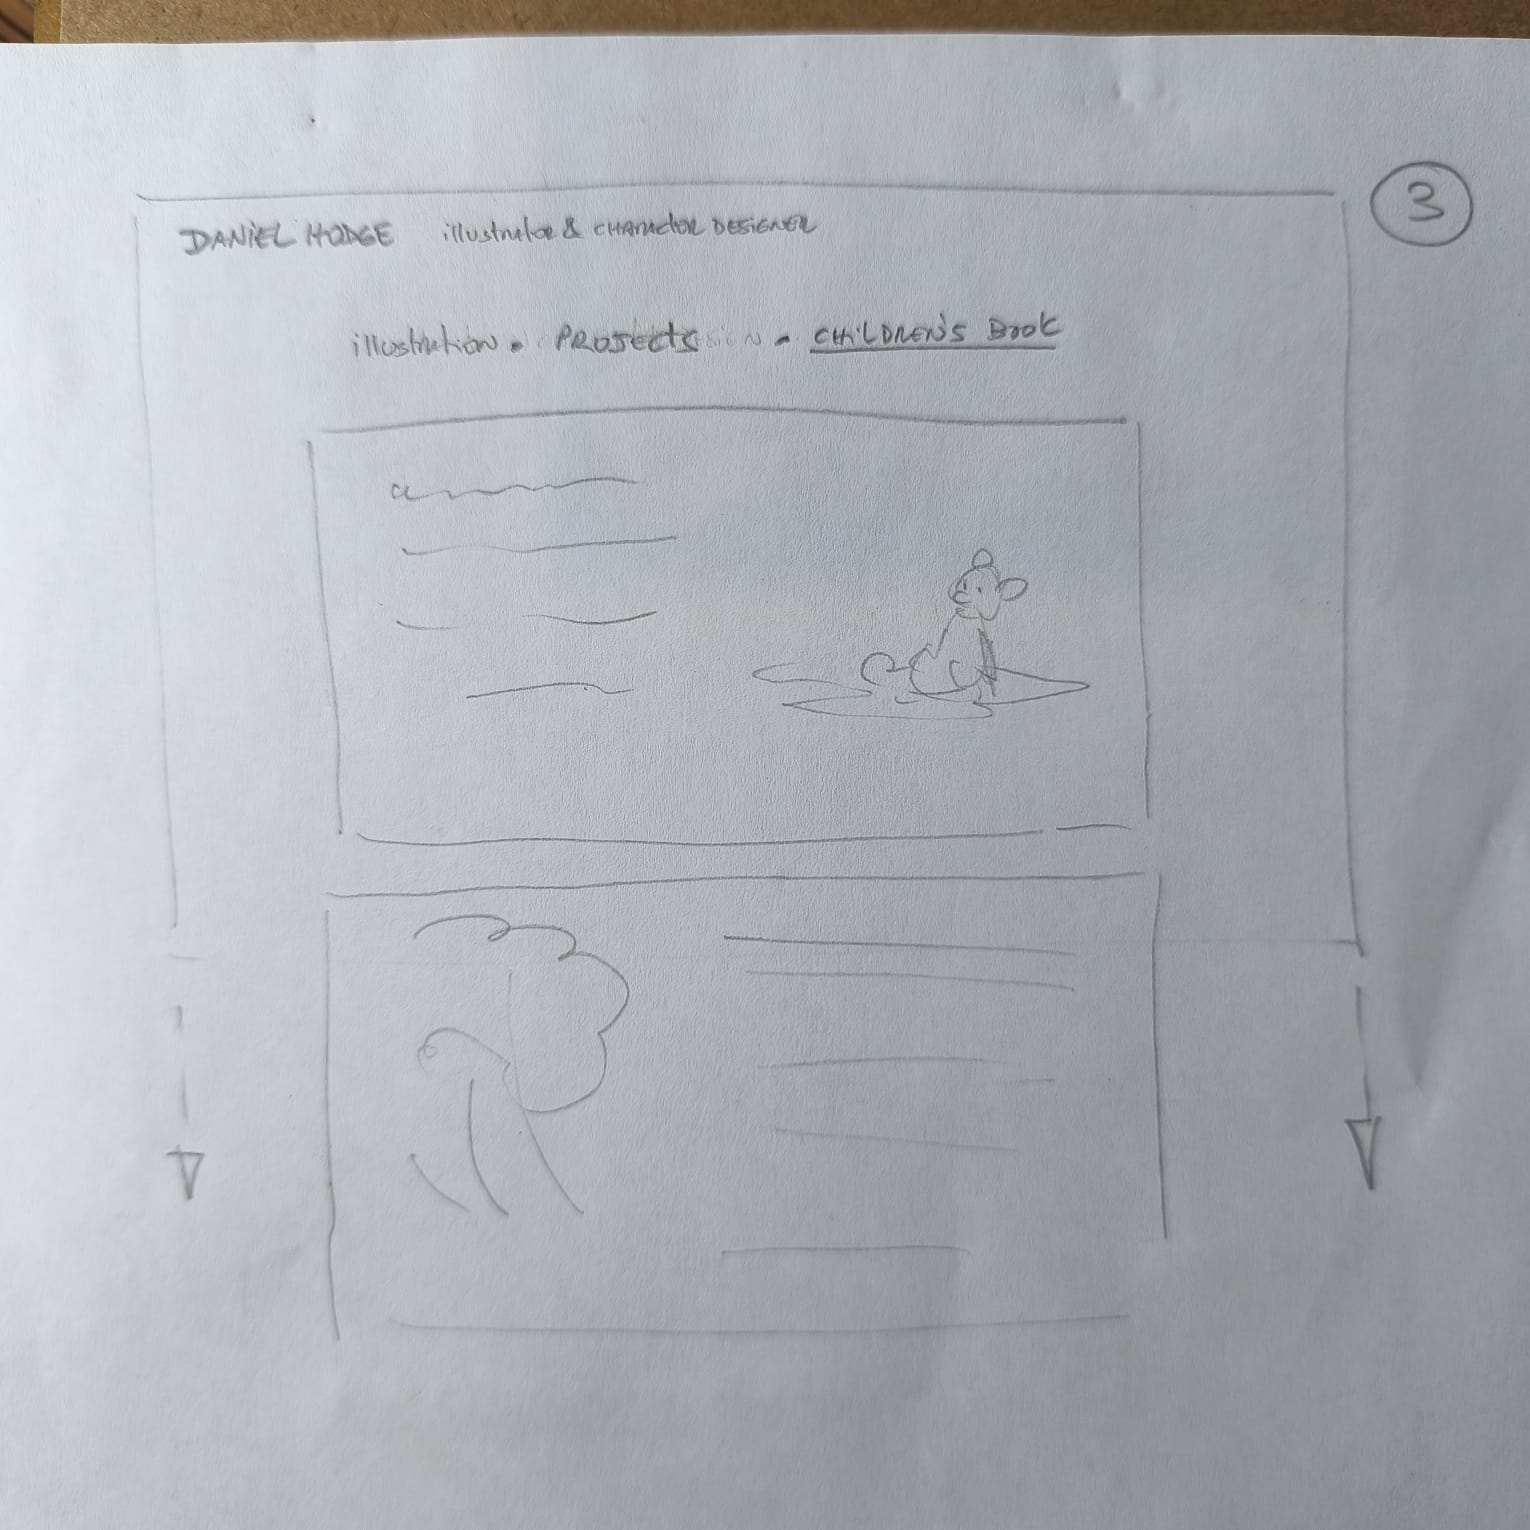 3
DANIEL HODGE illustrator & CHARACTER DESIGNER
illustration • PROJECTS • CHILDREN'S BOOK